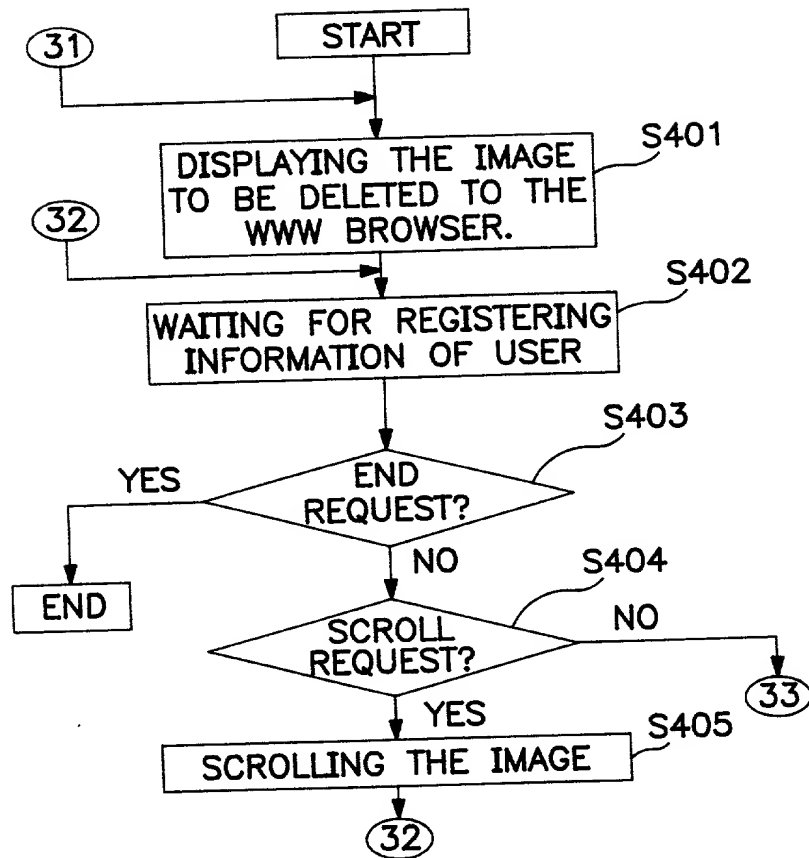 START
31
S401
DISPLAYING THE IMAGE
TO BE DELETED TO THE
WWW BROWSER.
32
S402
WAITING FOR REGISTERING
INFORMATION OF USER
S403
YES
END
REQUEST?
NO
END
S404
SCROLL
REQUEST?
NO
33
YES
S405
SCROLLING THE IMAGE
32